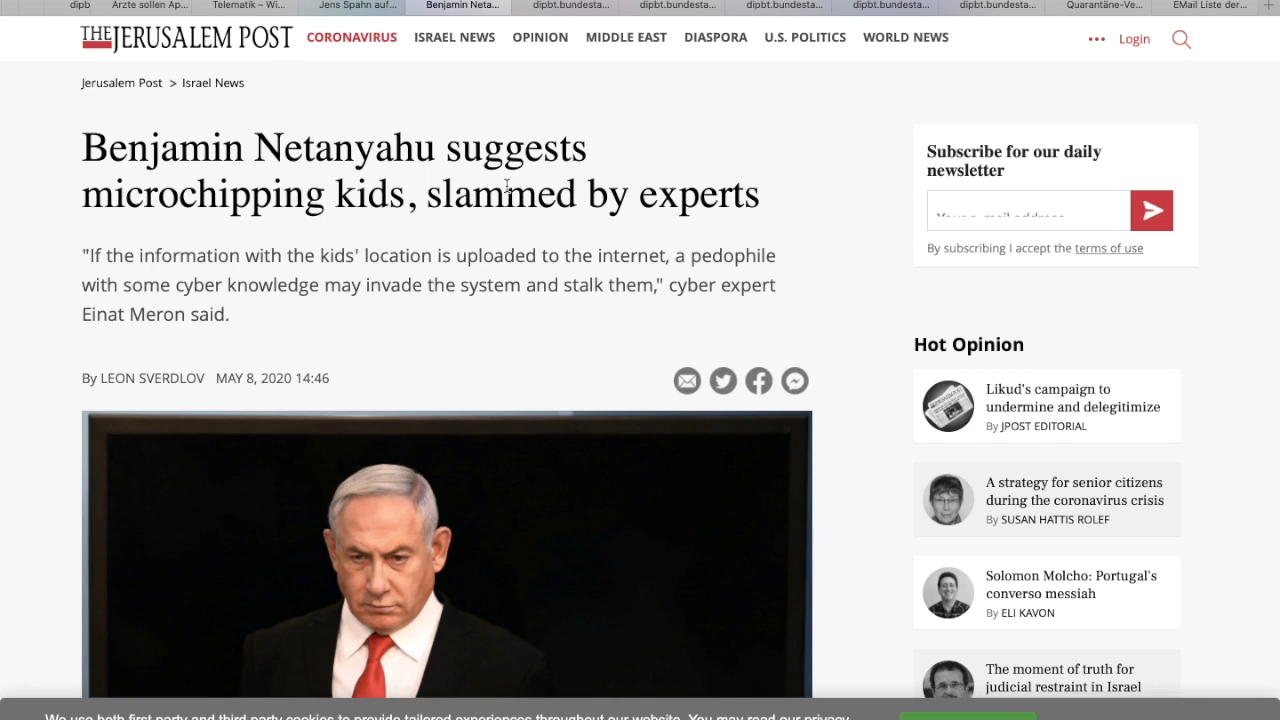 dipb Ärzte sollen Ap... Telematik – Wi... Jens Spahn auf... Benjamin Neta... dipbt.bundesta... dipbt.bundesta... dipbt.bundesta... dipbt.bundesta... dipbt.bundesta... Quarantäne-Ve... EMail Liste der...
THE JERUSALEM POST CORONAVIRUS ISRAEL NEWS OPINION MIDDLE EAST DIASPORA U.S. POLITICS WORLD NEWS ••• Login
Jerusalem Post > Israel News
Benjamin Netanyahu suggests
microchipping kids, slammed by experts
"If the information with the kids' location is uploaded to the internet, a pedophile
with some cyber knowledge may invade the system and stalk them," cyber expert
Einat Meron said.
By LEON SVERDLOV MAY 8, 2020 14:46
Subscribe for our daily
newsletter
Your e-mail address
By subscribing I accept the terms of use
Hot Opinion
Likud's campaign to
undermine and delegitimize
By JPOST EDITORIAL
A strategy for senior citizens
during the coronavirus crisis
By SUSAN HATTIS ROLEF
Solomon Molcho: Portugal's
converso messiah
By ELI KAVON
The moment of truth for
judicial restraint in Israel
We use both first party and third party cookies to provide tailored experiences throughout our website. You may read our privacy